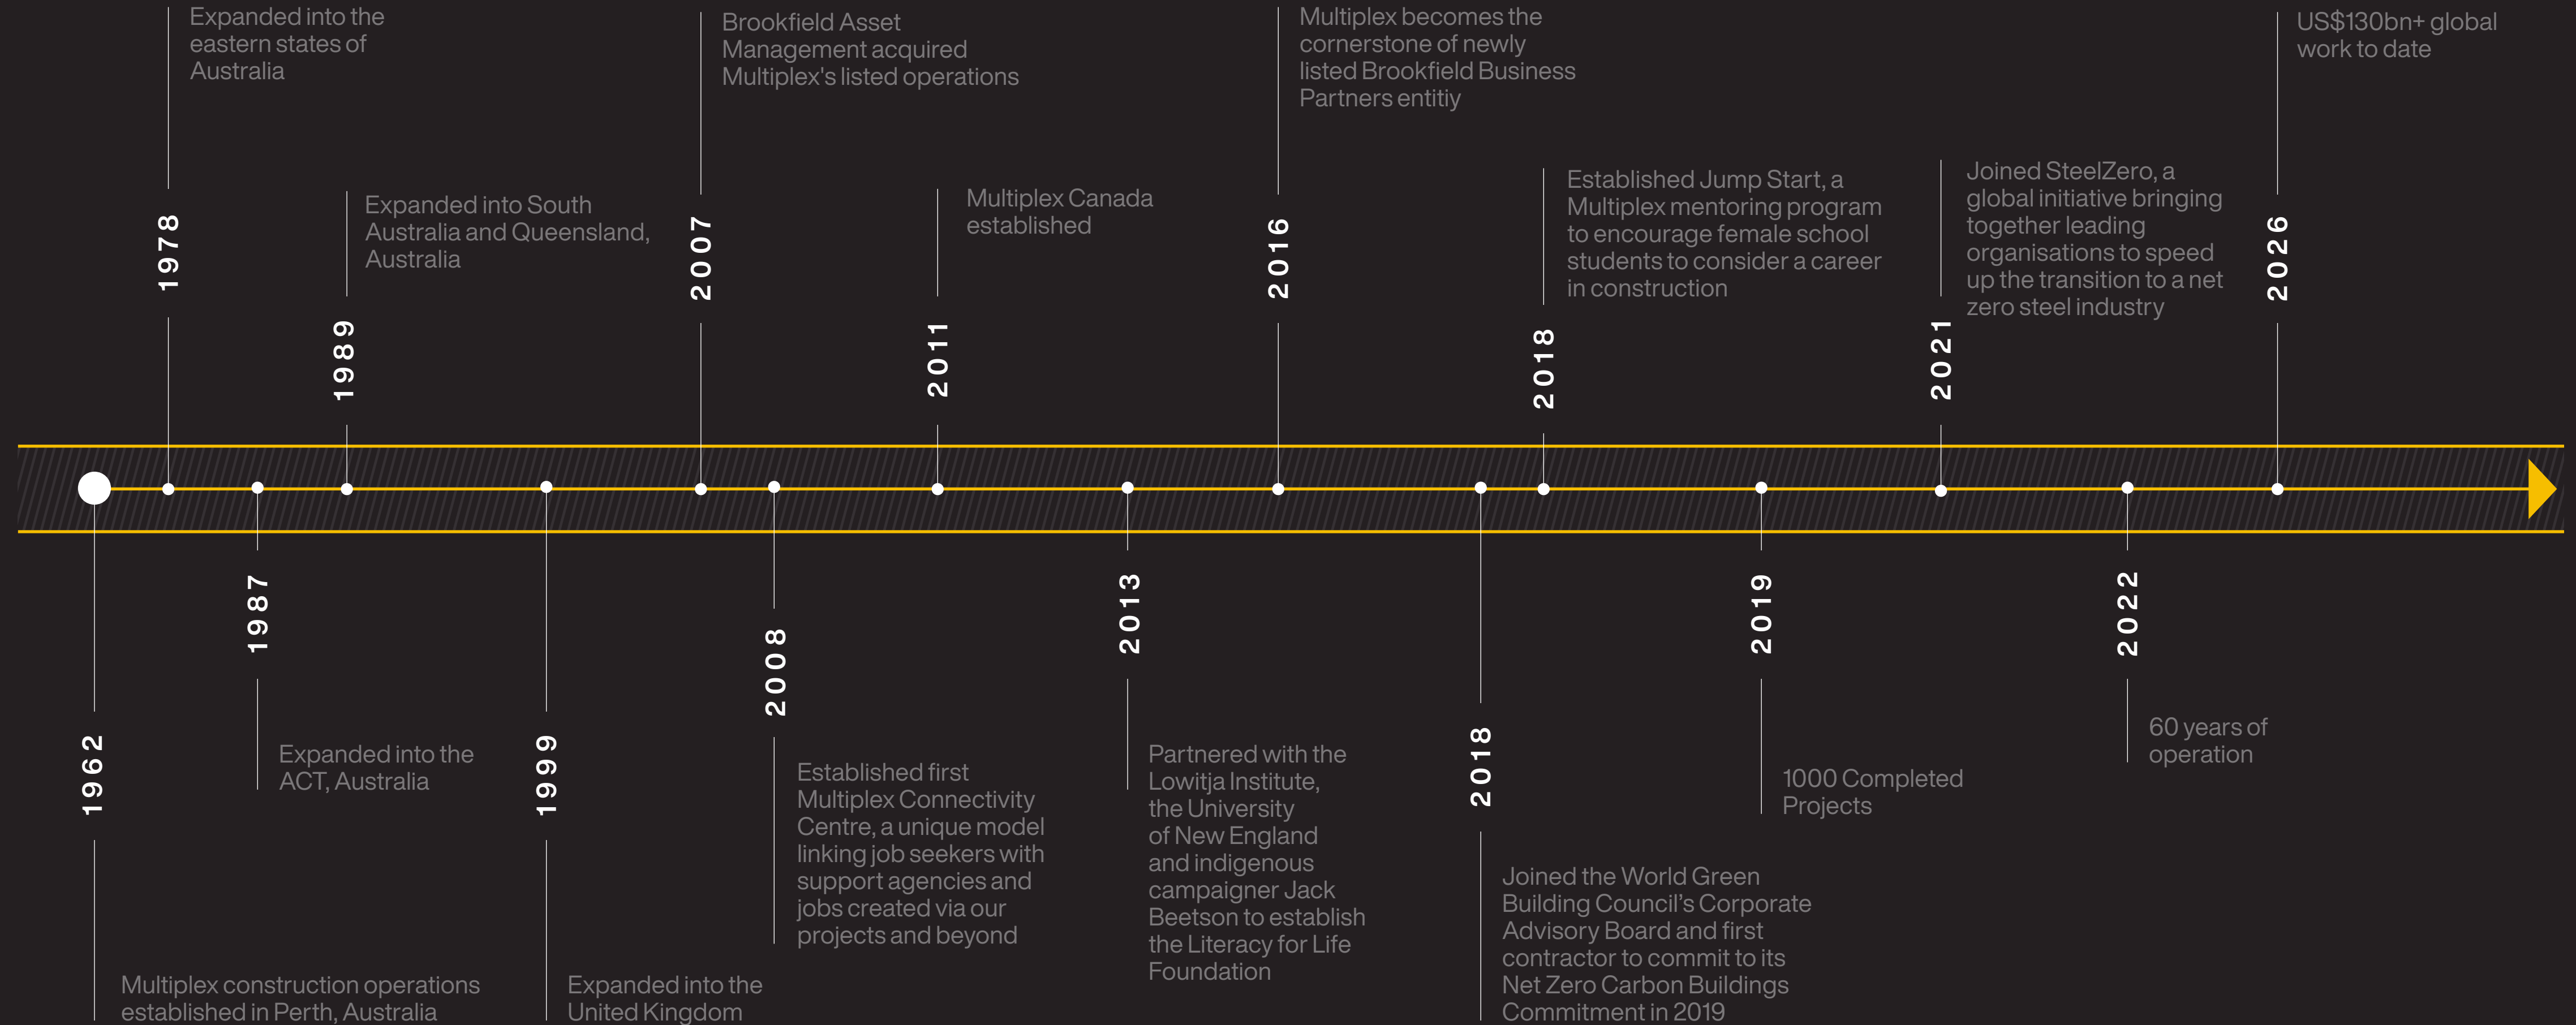 1962
Multiplex construction operations
established in Perth, Australia
1978
Expanded into the
eastern states of
Australia
1987
Expanded into the
ACT, Australia
1989
Expanded into South
Australia and Queensland,
Australia
1999
Expanded into the
United Kingdom
2007
Brookfield Asset
Management acquired
Multiplex's listed operations
2008
Established first
Multiplex Connectivity
Centre, a unique model
linking job seekers with
support agencies and
jobs created via our
projects and beyond
2011
Multiplex Canada
established
2013
Partnered with the
Lowitja Institute,
the University
of New England
and indigenous
campaigner Jack
Beetson to establish
the Literacy for Life
Foundation
2016
Multiplex becomes the
cornerstone of newly
listed Brookfield Business
Partners entitiy
2018
Joined the World Green
Building Council’s Corporate
Advisory Board and first
contractor to commit to its
Net Zero Carbon Buildings
Commitment in 2019
2018
Established Jump Start, a
Multiplex mentoring program
to encourage female school
students to consider a career
in construction
2019
1000 Completed
Projects
2021
Joined SteelZero, a
global initiative bringing
together leading
organisations to speed
up the transition to a net
zero steel industry
2022
60 years of
operation
2026
US$130bn+ global
work to date